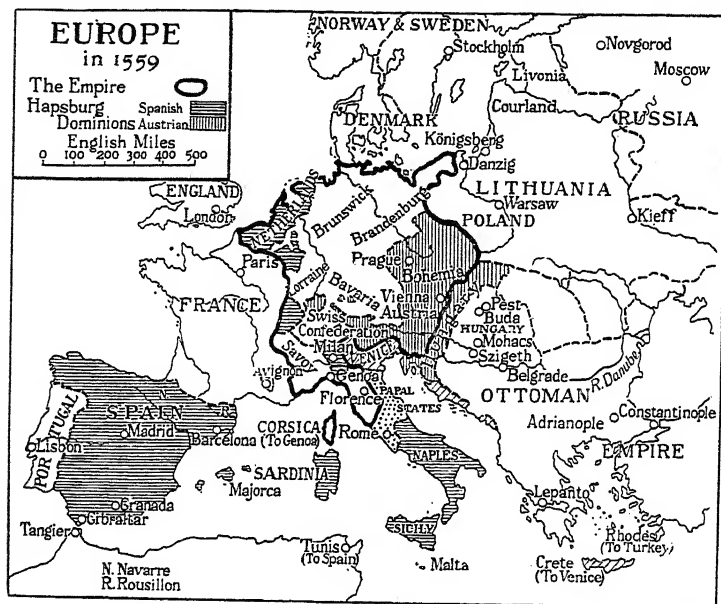 EUROPE
in 1559
The Empire
Hapsburg Spanish
Dominions Austrian
English Miles
0 100 200 300 400 500
NORWAY & SWEDEN
Stockholm
Novgorod
Livonia
Moscow
Courland
RUSSIA
DENMARK
Königsberg
Danzig
LITHUANIA
ENGLAND
London
NETHERLANDS
Brunswick
Brandenburg
Warsaw
POLAND
Kieff
Paris
Prague
Bohemia
Lorraine
Bavaria
Vienna
Austria
FRANCE
Swiss
Confederation
Pest
Buda
HUNGARY
Mohacs
Szigeth
Milan
VENICE
Savoy
Belgrade
R. Danube
Avignon
Genoa
Florence
PAPAL
STATES
OTTOMAN
N.
R.
SPAIN
PORTUGAL
Madrid
Lisbon
Barcelona
CORSICA
(To Genoa)
Rome
Adrianople
Constantinople
EMPIRE
NAPLES
SARDINIA
Majorca
Granada
Gibraltar
Tangier
SICILY
Lepanto
Tunis
(To Spain)
Malta
Rhodes
(To Turkey)
Crete
(To Venice)
N. Navarre
R. Rousillon